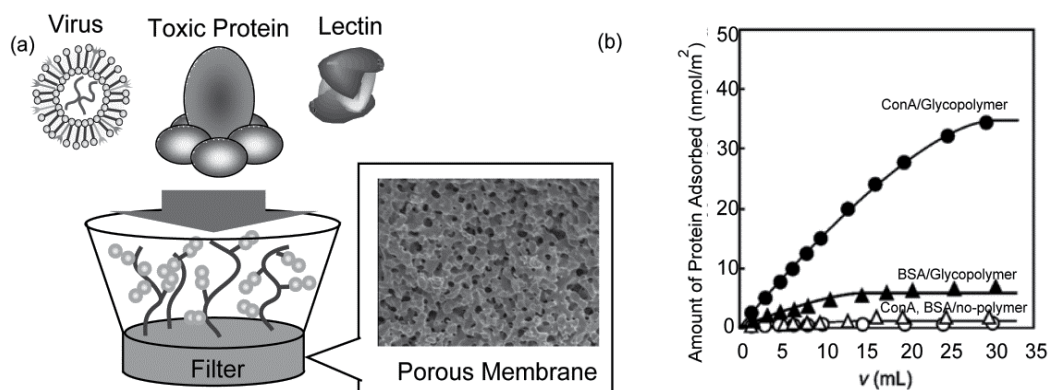 (a)
Virus
Toxic Protein
Lectin
Filter
Porous Membrane
(b)
Amount of Protein Adsorbed (nmol/m²)
50
40
30
20
10
0
ConA/Glycopolymer
BSA/Glycopolymer
ConA, BSA/no-polymer
0 5 10 15 20 25 30 35
v (mL)